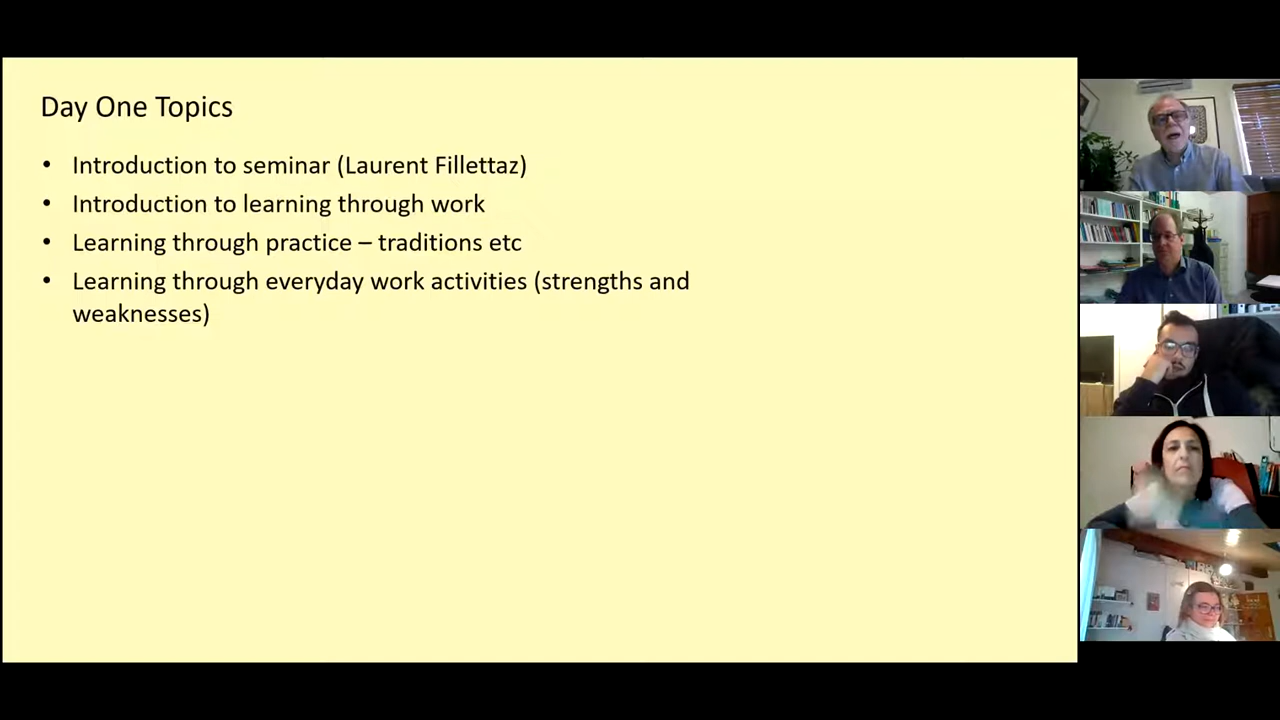 Day One Topics
• Introduction to seminar (Laurent Fillettaz)
• Introduction to learning through work
• Learning through practice – traditions etc
• Learning through everyday work activities (strengths and
weaknesses)